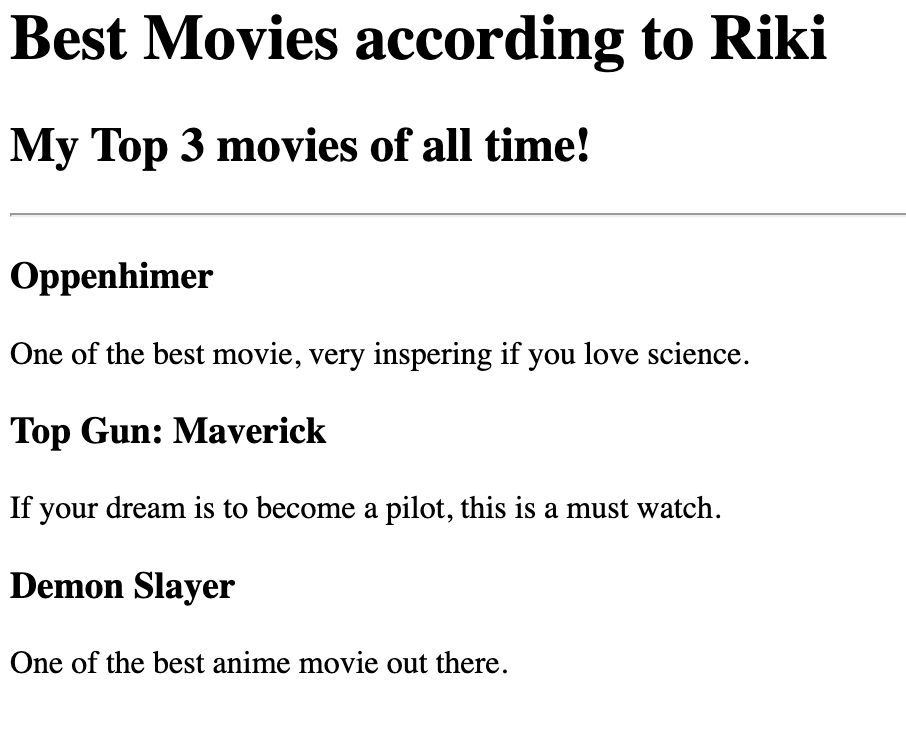 Best Movies according to Riki
My Top 3 movies of all time!
Oppenhimer
One of the best movie, very inspering if you love science.
Top Gun: Maverick
If your dream is to become a pilot, this is a must watch.
Demon Slayer
One of the best anime movie out there.